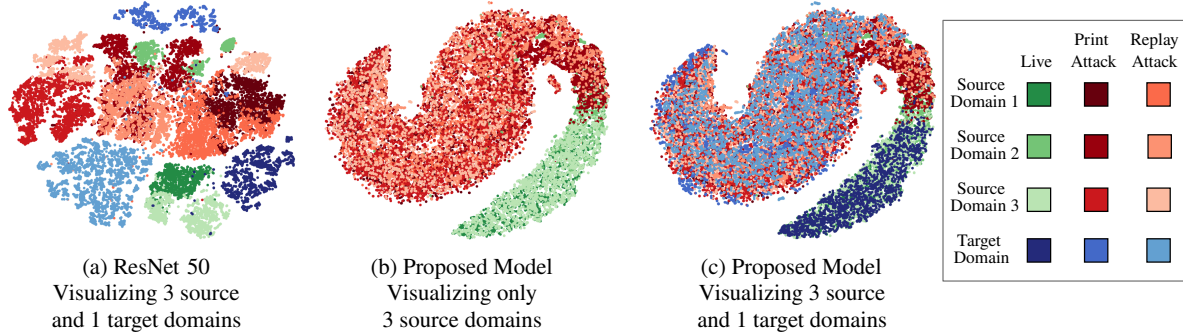 Live
Print Attack
Replay Attack
Source Domain 1
Source Domain 2
Source Domain 3
Target Domain
(a) ResNet 50
Visualizing 3 source
and 1 target domains
(b) Proposed Model
Visualizing only
3 source domains
(c) Proposed Model
Visualizing 3 source
and 1 target domains